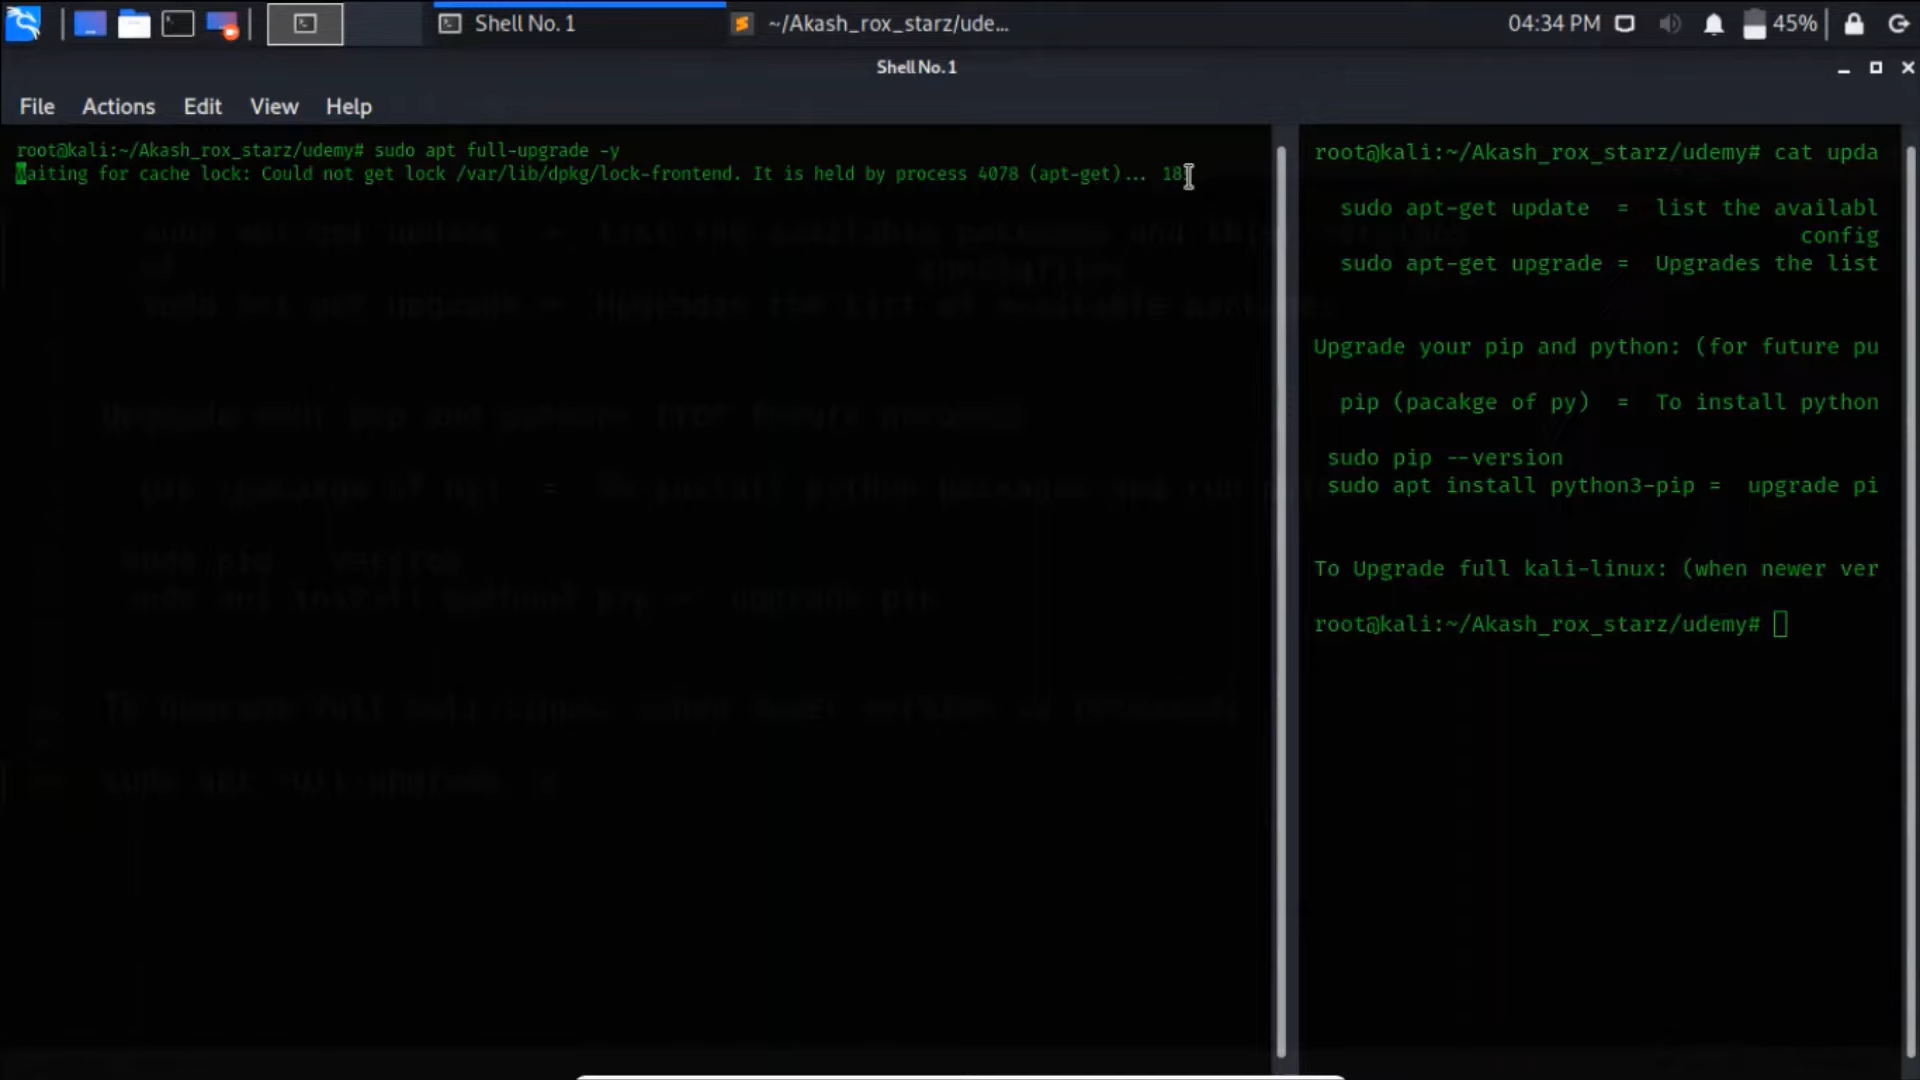 Shell No. 1
~/Akash_rox_starz/ude...
04:34 PM
45%
Shell No. 1
File Actions Edit View Help
root@kali:~/Akash_rox_starz/udemy# sudo apt full-upgrade -y
Waiting for cache lock: Could not get lock /var/lib/dpkg/lock-frontend. It is held by process 4078 (apt-get)... 18
root@kali:~/Akash_rox_starz/udemy# cat upda
sudo apt-get update = list the availabl
config
sudo apt-get upgrade = Upgrades the list
Upgrade your pip and python: (for future pu
pip (pacakge of py) = To install python
sudo pip --version
sudo apt install python3-pip = upgrade pi
To Upgrade full kali-linux: (when newer ver
root@kali:~/Akash_rox_starz/udemy#